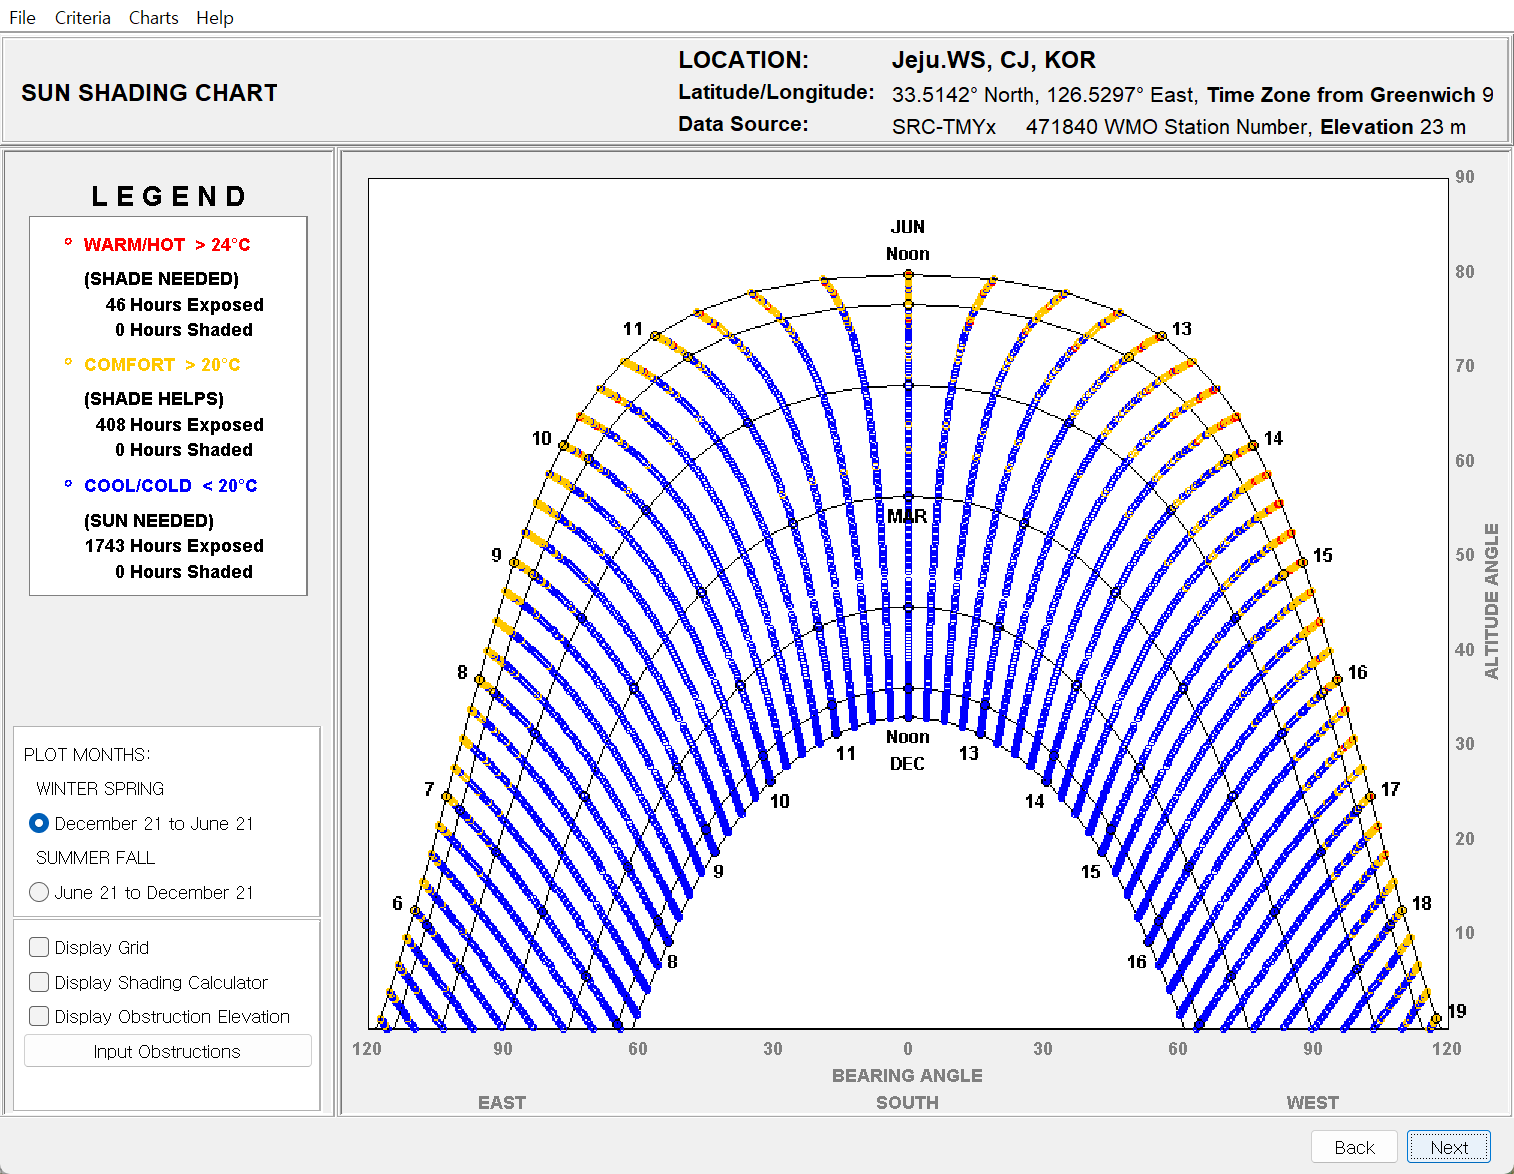 File Criteria Charts Help
SUN SHADING CHART
LOCATION: Jeju.WS, CJ, KOR
Latitude/Longitude: 33.5142° North, 126.5297° East, Time Zone from Greenwich 9
Data Source: SRC-TMYx 471840 WMO Station Number, Elevation 23 m
LEGEND
WARM/HOT > 24°C
(SHADE NEEDED)
46 Hours Exposed
0 Hours Shaded
COMFORT > 20°C
(SHADE HELPS)
408 Hours Exposed
0 Hours Shaded
COOL/COLD < 20°C
(SUN NEEDED)
1743 Hours Exposed
0 Hours Shaded
PLOT MONTHS:
WINTER SPRING
December 21 to June 21
SUMMER FALL
June 21 to December 21
Display Grid
Display Shading Calculator
Display Obstruction Elevation
Input Obstructions
JUN
Noon
11 13
10 14
9 15
8 16
7 17
6 18
19
MAR
Noon
DEC
11 13
10 14
9 15
8 16
90
80
70
60
50
40
30
20
10
ALTITUDE ANGLE
120 90 60 30 0 30 60 90 120
BEARING ANGLE
EAST SOUTH WEST
Back Next